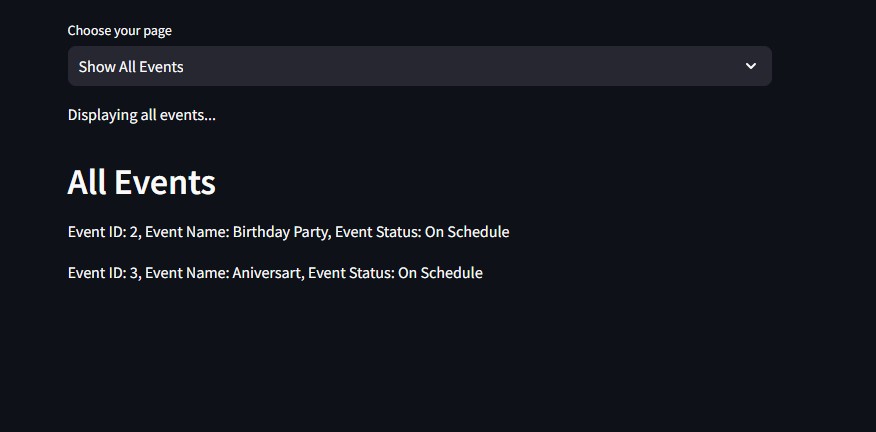 Choose your page
Show All Events
Displaying all events...
All Events
Event ID: 2, Event Name: Birthday Party, Event Status: On Schedule
Event ID: 3, Event Name: Aniversart, Event Status: On Schedule